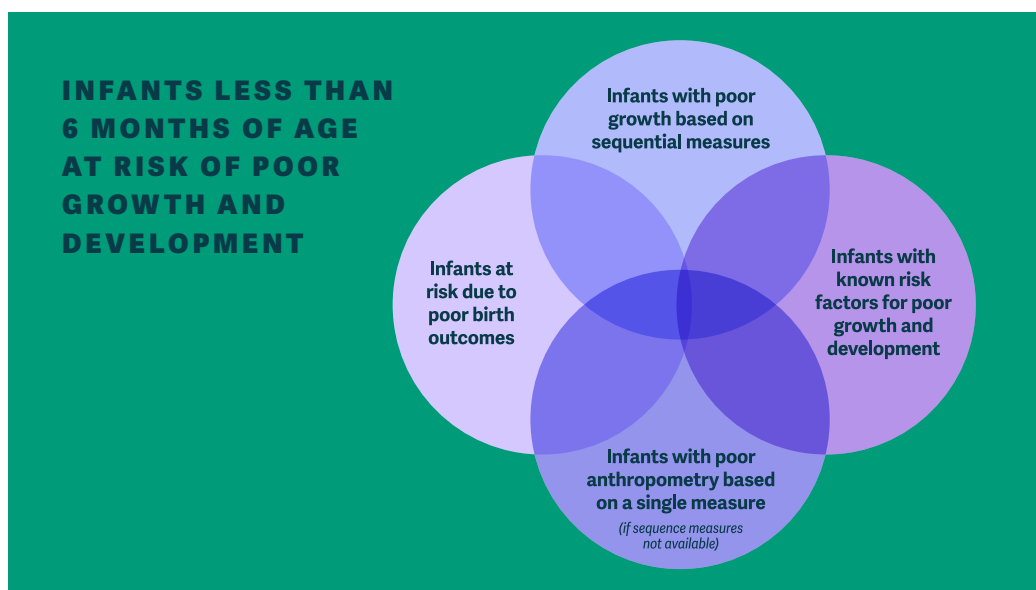 INFANTS LESS THAN
6 MONTHS OF AGE
AT RISK OF POOR
GROWTH AND
DEVELOPMENT
Infants with poor
growth based on
sequential measures
Infants at
risk due to
poor birth
outcomes
Infants with
known risk
factors for poor
growth and
development
Infants with poor
anthropometry based
on a single measure
(if sequence measures
not available)